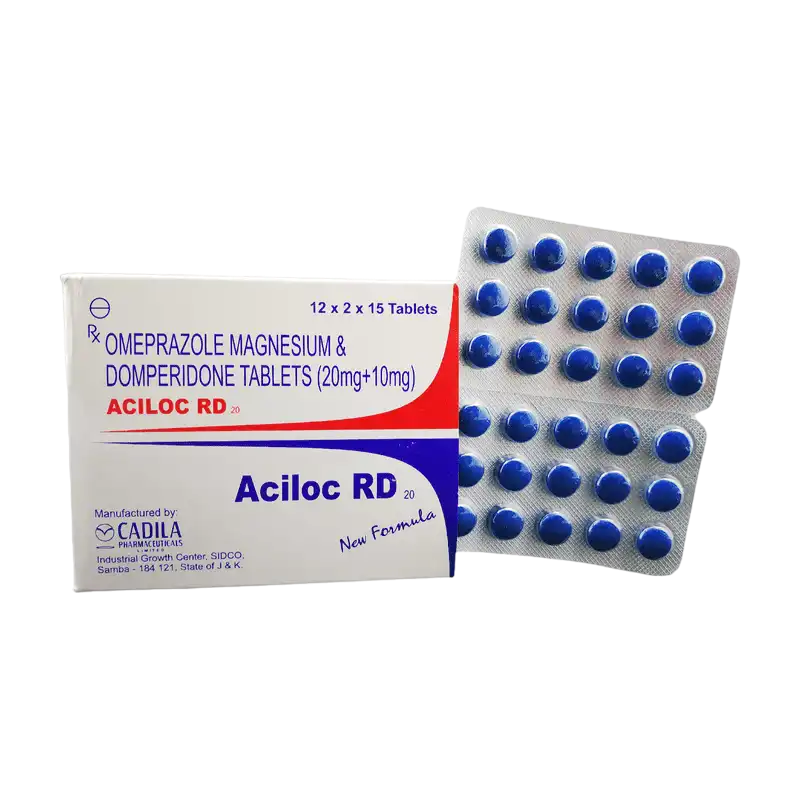 12 x 2 x 15 Tablets
Rx OMEPRAZOLE MAGNESIUM &
DOMPERIDONE TABLETS (20mg+10mg)
ACILOC RD 20
Aciloc RD 20
New Formula
Manufactured by:
CADILA
PHARMACEUTICALS
LIMITED
Industrial Growth Center, SIDCO,
Samba - 184 121, State of J & K.